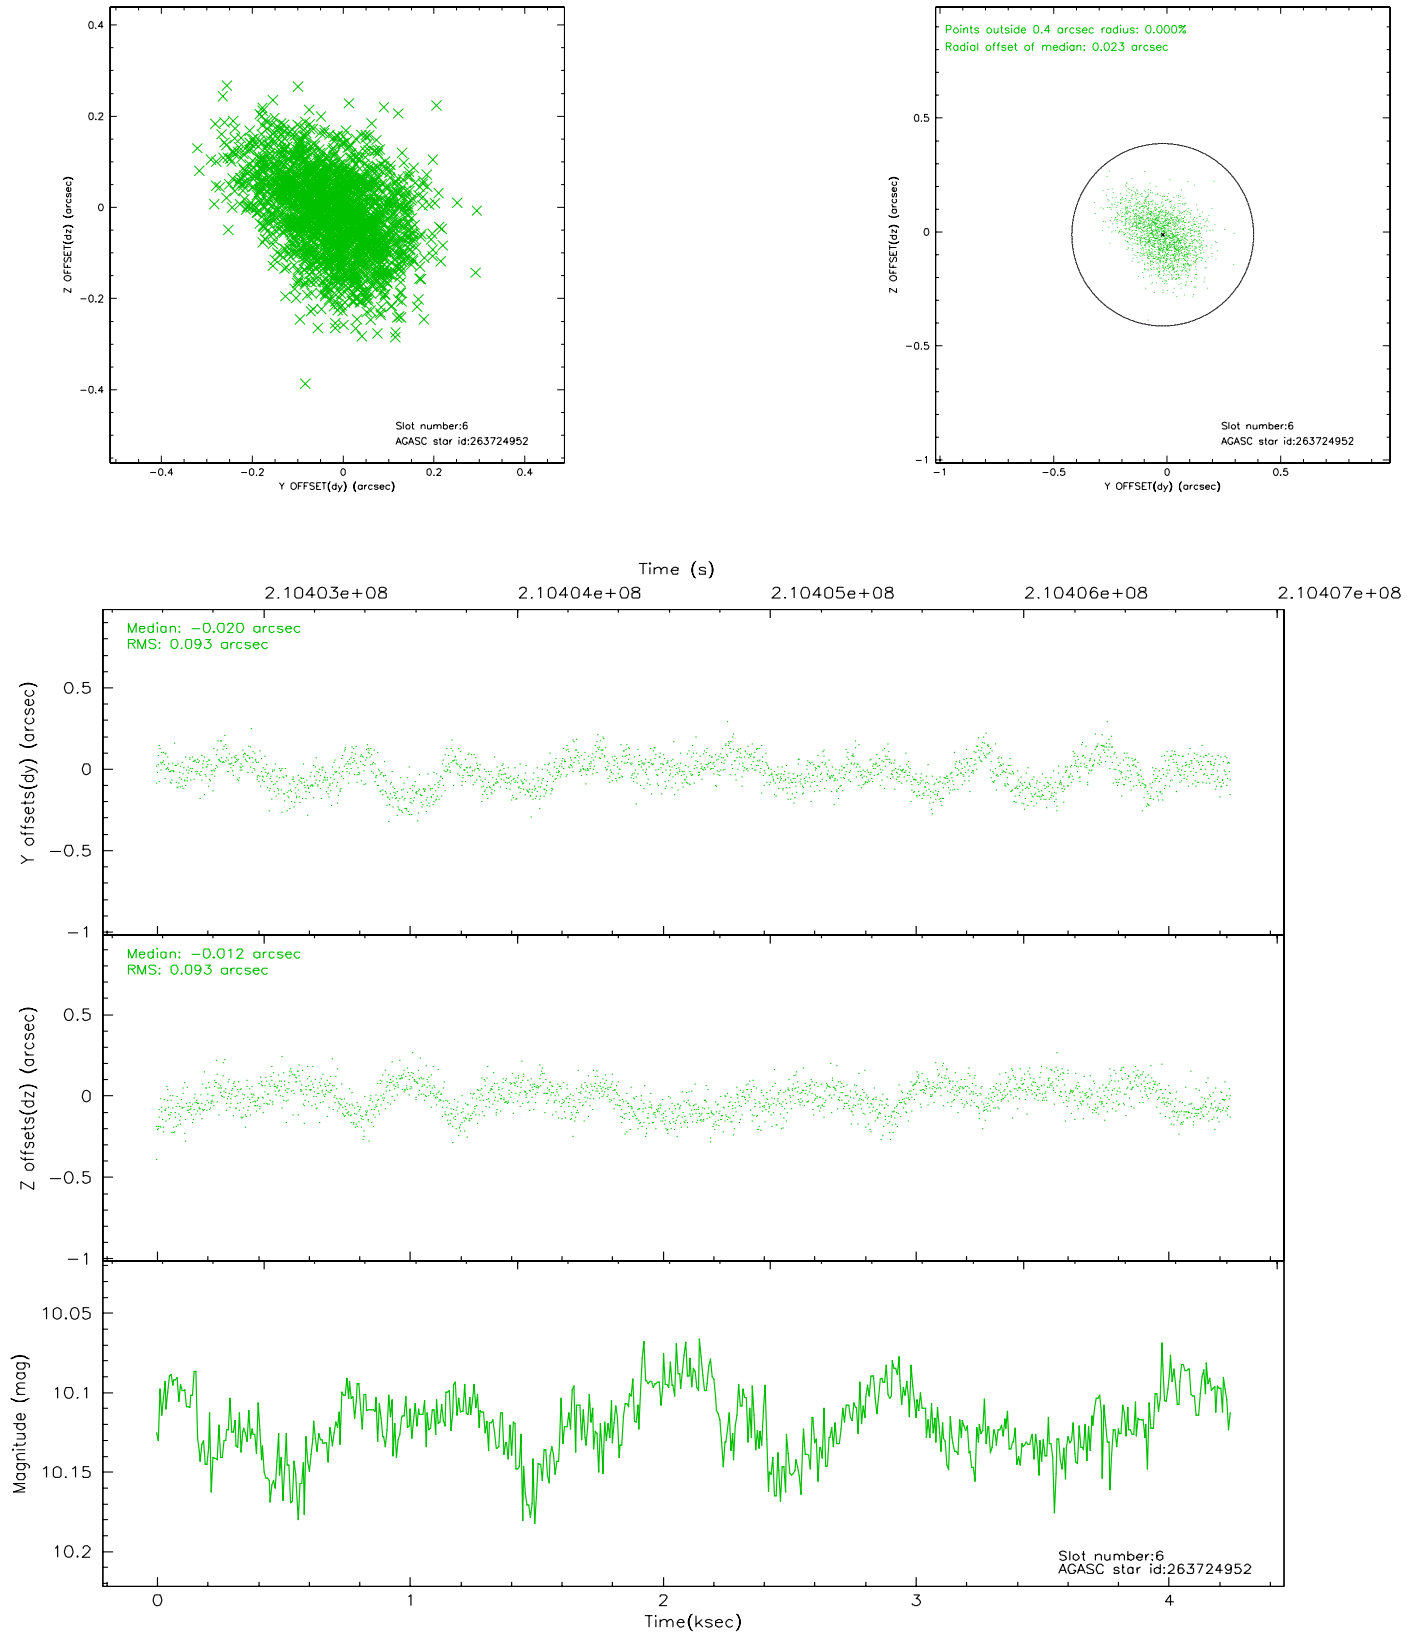 0.4
0.2
0
−0.2
−0.4
Z OFFSET(dz) (arcsec)
Slot number:6
AGASC star id:263724952
−0.4
−0.2
0
0.2
0.4
Y OFFSET(dy) (arcsec)
Points outside 0.4 arcsec radius: 0.000%
Radial offset of median: 0.023 arcsec
0.5
0
−0.5
−1
Z OFFSET(dz) (arcsec)
Slot number:6
AGASC star id:263724952
−1
−0.5
0
0.5
Y OFFSET(dy) (arcsec)
Time (s)
2.10403e+08
2.10404e+08
2.10405e+08
2.10406e+08
2.10407e+08
Median: −0.020 arcsec
RMS: 0.093 arcsec
0.5
0
−0.5
−1
Y offsets(dy) (arcsec)
Median: −0.012 arcsec
RMS: 0.093 arcsec
0.5
0
−0.5
−1
Z offsets(dz) (arcsec)
10.05
10.1
10.15
10.2
Magnitude (mag)
Slot number:6
AGASC star id:263724952
0
1
2
3
4
Time(ksec)